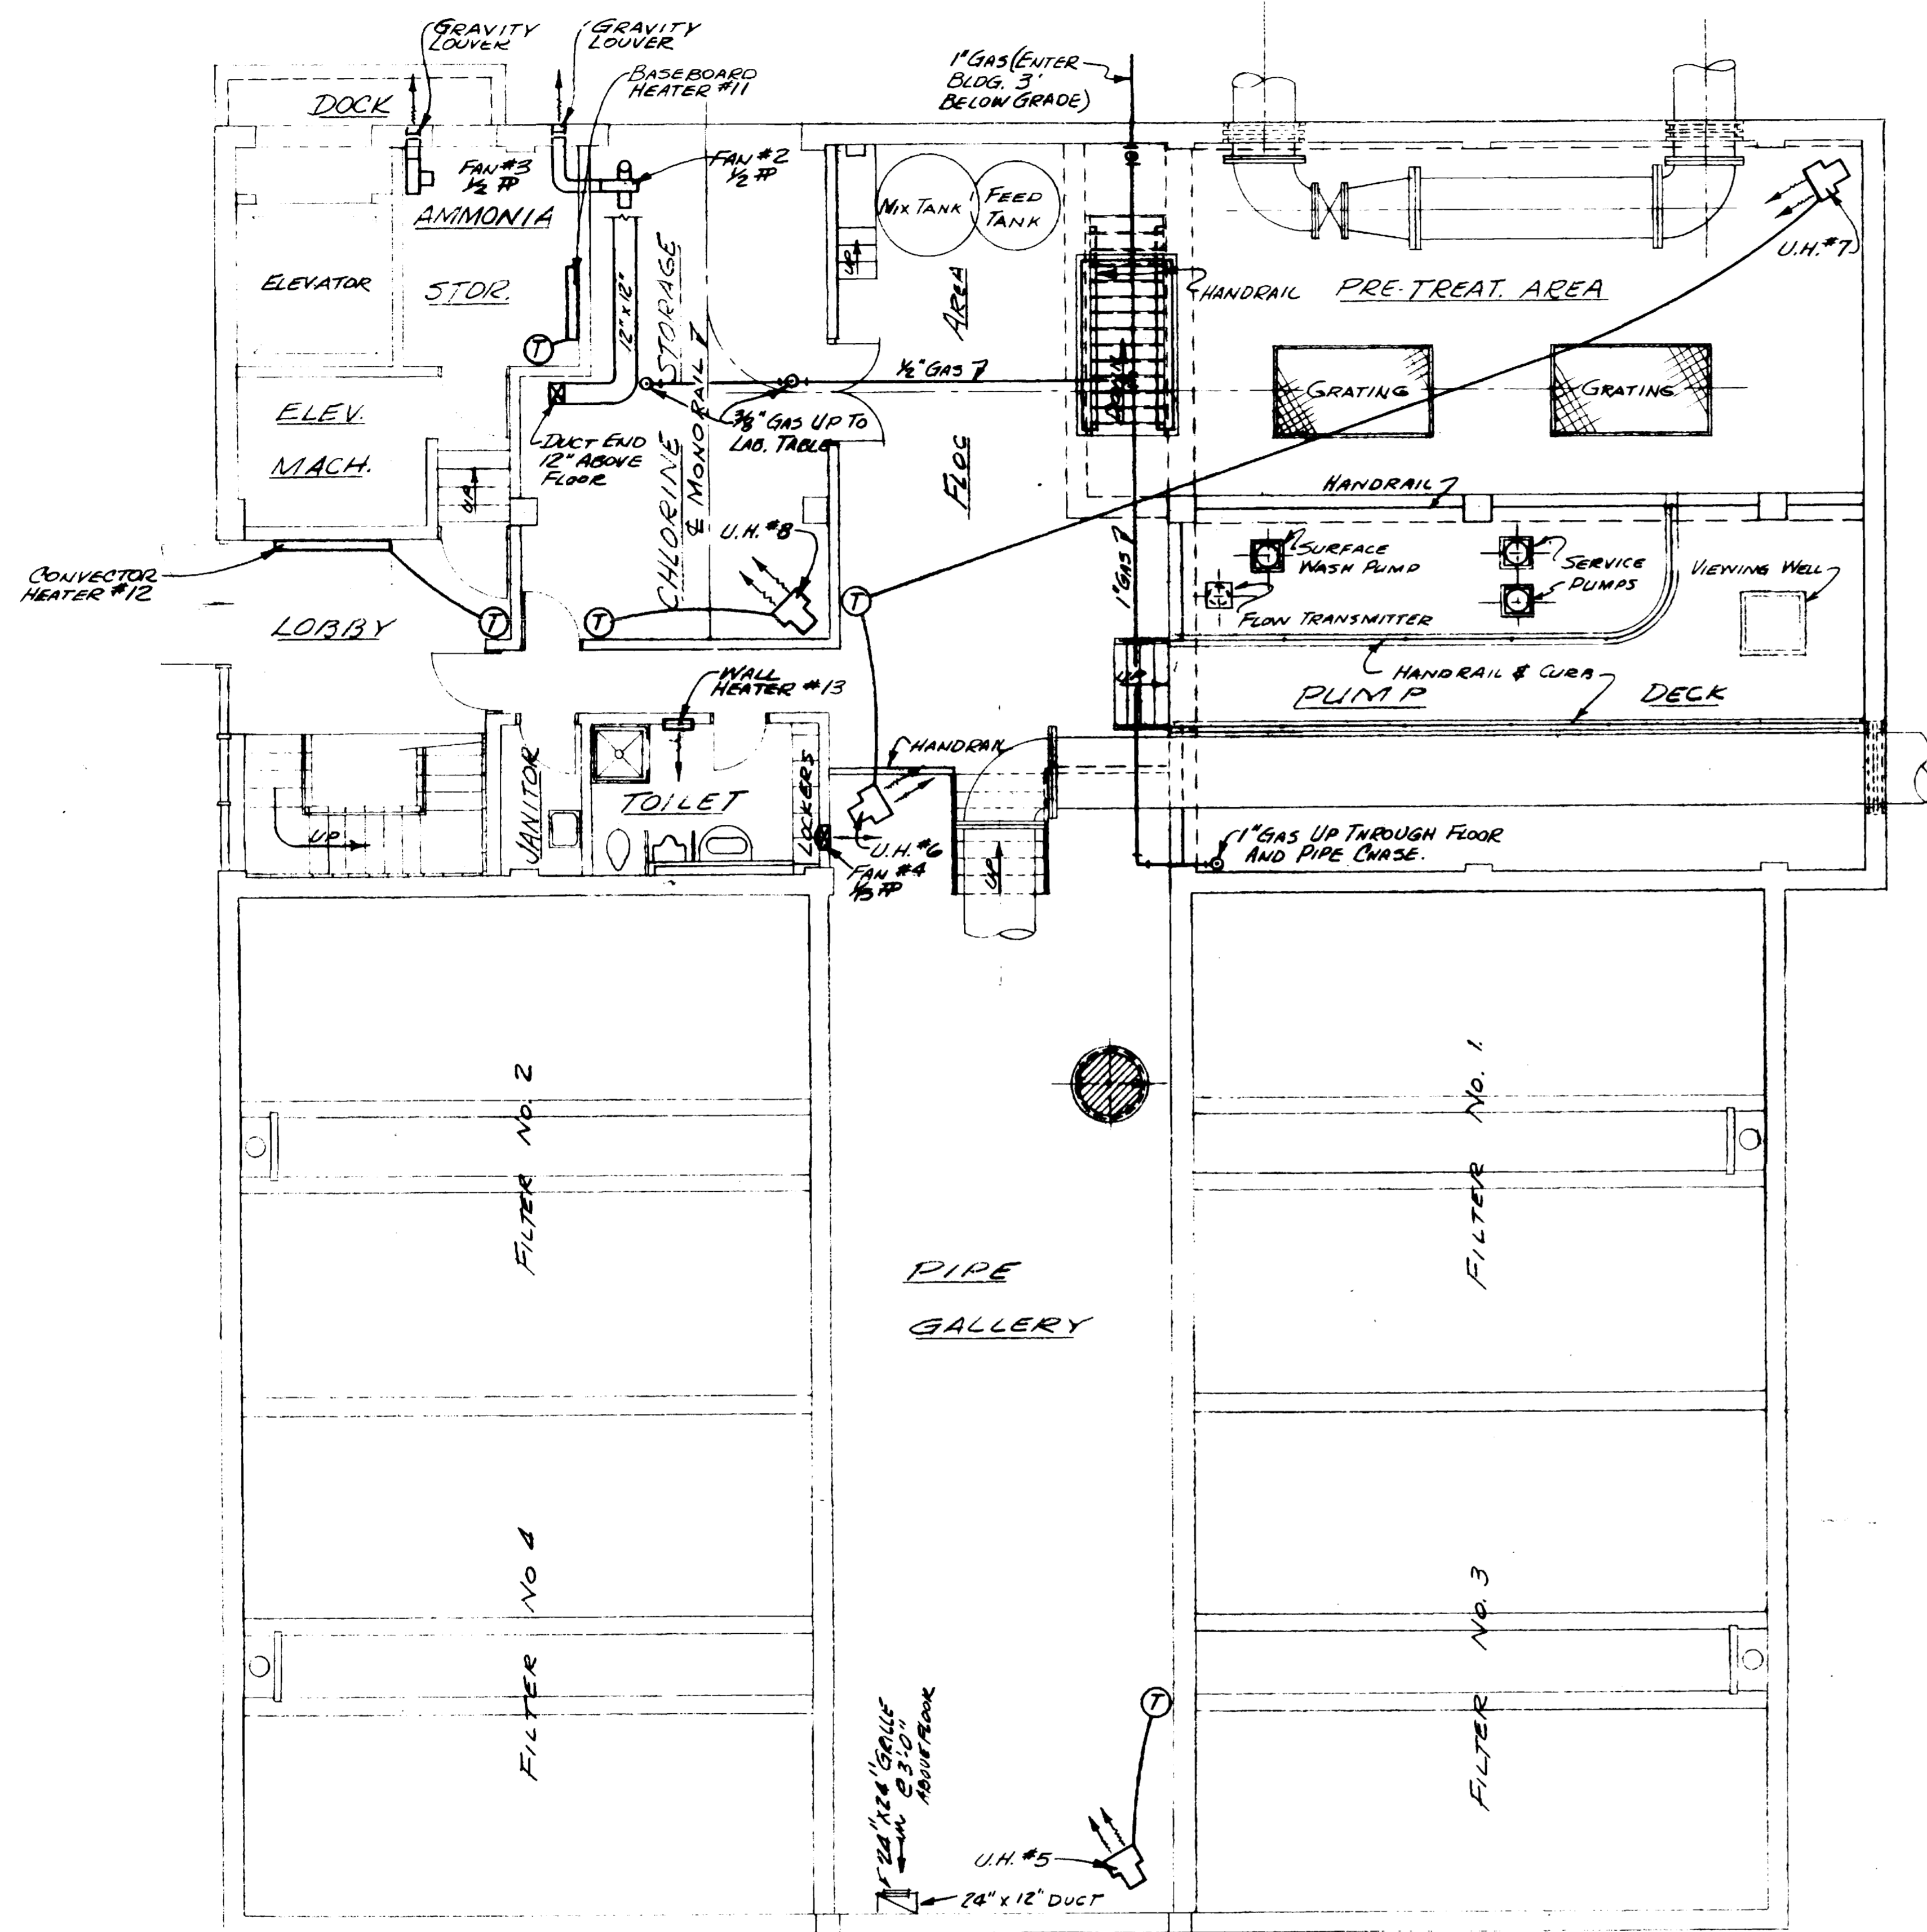 GRAVITY
LOUVER
GRAVITY
LOUVER
BASEBOARD
HEATER #11
1" GAS (ENTER
BLDG. 3'
BELOW GRADE)
DOCK
FAN #3
1/2 HP
FAN #2
1/2 HP
AMMONIA
STOR.
ELEVATOR
MIX TANK
FEED
TANK
UP
U.H. #7
HANDRAIL
PRE-TREAT. AREA
12" x 12"
CHLORINE STORAGE
℄ MONORAIL
FLOC AREA
T
1/2" GAS
DOWN
GRATING
GRATING
ELEV.
MACH.
3/8" GAS UP TO
LAB. TABLE
DUCT END
12" ABOVE
FLOOR
UP
HANDRAIL
U.H. #8
1" GAS
SURFACE
WASH PUMP
SERVICE
PUMPS
VIEWING WELL
CONVECTOR
HEATER #12
T
T
T
FLOW TRANSMITTER
LOBBY
HANDRAIL & CURB
WALL
HEATER #13
UP
PUMP DECK
JANITOR
TOILET
LOCKERS
HANDRAIL
UP
U.H. #6
FAN #4
1/3 HP
UP
1" GAS UP THROUGH FLOOR
AND PIPE CHASE.
FILTER No. 2
FILTER No. 1.
PIPE
GALLERY
FILTER No 4
FILTER No. 3
T
24" x 24" GRILLE
@ 3'-0"
ABOVE FLOOR
U.H. #5
24" x 12" DUCT